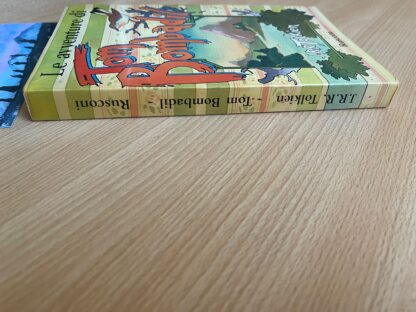 Le avventure di
Tom
Bombadil
J.R.R. Tolkien - Tom Bombadil, Rusconi